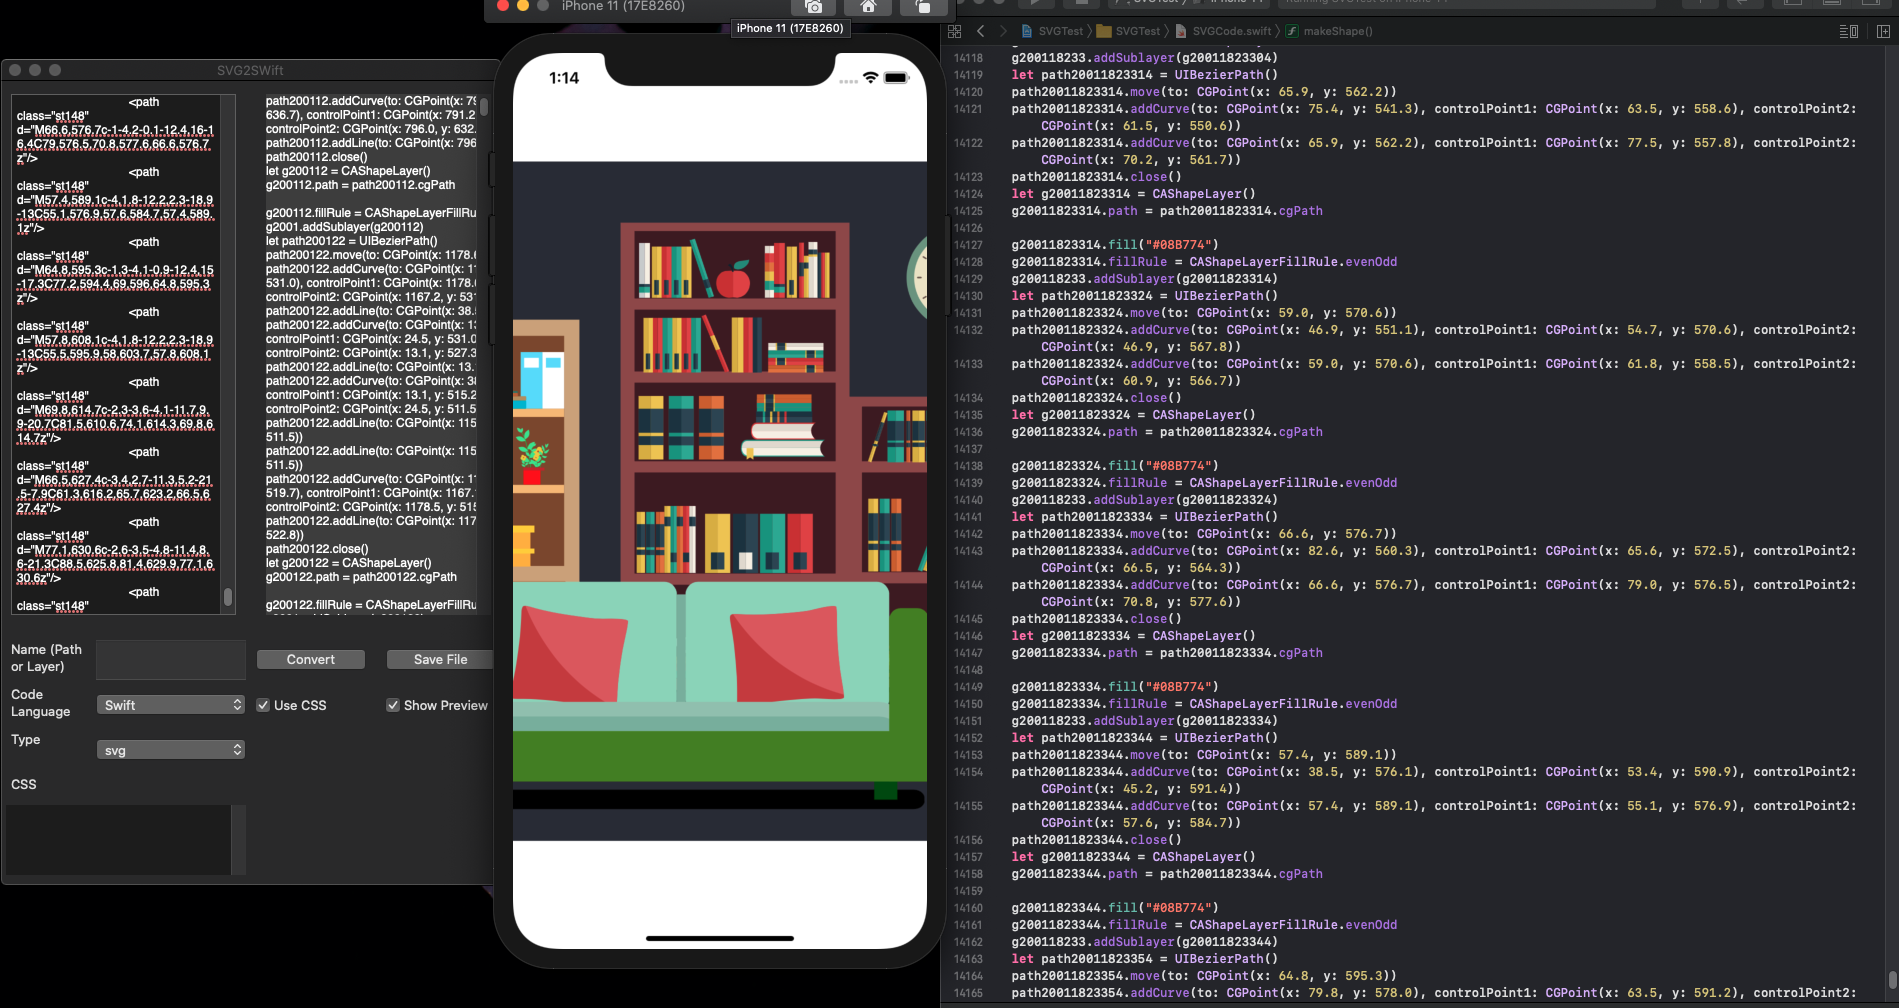 SVG2SWift
<path
class="st148"
d="M66.6,576.7c-1-4.2-0.1-12.4,16-1
6.4C79,576.5,70.8,577.6,66.6,576.7
z"/>
<path
class="st148"
d="M57.4,589.1c-4,1.8-12.2,2.3-18.9
-13C55.1,576.9,57.6,584.7,57.4,589.
1z"/>
<path
class="st148"
d="M64.8,595.3c-1.3-4.1-0.9-12.4,15
-17.3C77.2,594.4,69,596,64.8,595.3
z"/>
<path
class="st148"
d="M57.8,608.1c-4,1.8-12.2,2.3-18.9
-13C55.5,595.9,58,603.7,57.8,608.1
z"/>
<path
class="st148"
d="M69.8,614.7c-2.3-3.6-4.1-11.7,9.
9-20.7C81.5,610.6,74.1,614.3,69.8,6
14.7z"/>
<path
class="st148"
d="M66.5,627.4c-3.4,2.7-11.3,5.2-21
.5-7.9C61.3,616.2,65.7,623.2,66.5,6
27.4z"/>
<path
class="st148"
d="M77.1,630.6c-2.6-3.5-4.8-11.4,8.
6-21.3C88.5,625.8,81.4,629.9,77.1,6
30.6z"/>
<path
class="st148"
path200112.addCurve(to: CGPoint(x: 79
636.7), controlPoint1: CGPoint(x: 791.2
controlPoint2: CGPoint(x: 796.0, y: 632.
path200112.addLine(to: CGPoint(x: 796
path200112.close()
let g200112 = CAShapeLayer()
g200112.path = path200112.cgPath
g200112.fillRule = CAShapeLayerFillRu
g2001.addSublayer(g200112)
let path200122 = UIBezierPath()
path200122.move(to: CGPoint(x: 1178.6
path200122.addCurve(to: CGPoint(x: 11
531.0), controlPoint1: CGPoint(x: 1178.
controlPoint2: CGPoint(x: 1167.2, y: 531
path200122.addLine(to: CGPoint(x: 38.
path200122.addCurve(to: CGPoint(x: 13
controlPoint1: CGPoint(x: 24.5, y: 531.0
controlPoint2: CGPoint(x: 13.1, y: 527.3
path200122.addLine(to: CGPoint(x: 13.
path200122.addCurve(to: CGPoint(x: 38
controlPoint1: CGPoint(x: 13.1, y: 515.2
controlPoint2: CGPoint(x: 24.5, y: 511.5
path200122.addLine(to: CGPoint(x: 115
511.5))
path200122.addLine(to: CGPoint(x: 115
511.5))
path200122.addCurve(to: CGPoint(x: 11
519.7), controlPoint1: CGPoint(x: 1167.
controlPoint2: CGPoint(x: 1178.5, y: 515
path200122.addLine(to: CGPoint(x: 117
522.8))
path200122.close()
let g200122 = CAShapeLayer()
g200122.path = path200122.cgPath
g200122.fillRule = CAShapeLayerFillRu
Name (Path
or Layer)
Convert
Save File
Code
Language
Swift
Use CSS
Show Preview
Type
svg
CSS
iPhone 11 (17E8260)
iPhone 11 (17E8260)
1:14
SVGTest
SVGTest
SVGCode.swift
makeShape()
14118 g200118233.addSublayer(g20011823304)
14119 let path20011823314 = UIBezierPath()
14120 path20011823314.move(to: CGPoint(x: 65.9, y: 562.2))
14121 path20011823314.addCurve(to: CGPoint(x: 75.4, y: 541.3), controlPoint1: CGPoint(x: 63.5, y: 558.6), controlPoint2:
CGPoint(x: 61.5, y: 550.6))
14122 path20011823314.addCurve(to: CGPoint(x: 65.9, y: 562.2), controlPoint1: CGPoint(x: 77.5, y: 557.8), controlPoint2:
CGPoint(x: 70.2, y: 561.7))
14123 path20011823314.close()
14124 let g20011823314 = CAShapeLayer()
14125 g20011823314.path = path20011823314.cgPath
14126
14127 g20011823314.fill("#08B774")
14128 g20011823314.fillRule = CAShapeLayerFillRule.evenOdd
14129 g200118233.addSublayer(g20011823314)
14130 let path20011823324 = UIBezierPath()
14131 path20011823324.move(to: CGPoint(x: 59.0, y: 570.6))
14132 path20011823324.addCurve(to: CGPoint(x: 46.9, y: 551.1), controlPoint1: CGPoint(x: 54.7, y: 570.6), controlPoint2:
CGPoint(x: 46.9, y: 567.8))
14133 path20011823324.addCurve(to: CGPoint(x: 59.0, y: 570.6), controlPoint1: CGPoint(x: 61.8, y: 558.5), controlPoint2:
CGPoint(x: 60.9, y: 566.7))
14134 path20011823324.close()
14135 let g20011823324 = CAShapeLayer()
14136 g20011823324.path = path20011823324.cgPath
14137
14138 g20011823324.fill("#08B774")
14139 g20011823324.fillRule = CAShapeLayerFillRule.evenOdd
14140 g200118233.addSublayer(g20011823324)
14141 let path20011823334 = UIBezierPath()
14142 path20011823334.move(to: CGPoint(x: 66.6, y: 576.7))
14143 path20011823334.addCurve(to: CGPoint(x: 82.6, y: 560.3), controlPoint1: CGPoint(x: 65.6, y: 572.5), controlPoint2:
CGPoint(x: 66.5, y: 564.3))
14144 path20011823334.addCurve(to: CGPoint(x: 66.6, y: 576.7), controlPoint1: CGPoint(x: 79.0, y: 576.5), controlPoint2:
CGPoint(x: 70.8, y: 577.6))
14145 path20011823334.close()
14146 let g20011823334 = CAShapeLayer()
14147 g20011823334.path = path20011823334.cgPath
14148
14149 g20011823334.fill("#08B774")
14150 g20011823334.fillRule = CAShapeLayerFillRule.evenOdd
14151 g200118233.addSublayer(g20011823334)
14152 let path20011823344 = UIBezierPath()
14153 path20011823344.move(to: CGPoint(x: 57.4, y: 589.1))
14154 path20011823344.addCurve(to: CGPoint(x: 38.5, y: 576.1), controlPoint1: CGPoint(x: 53.4, y: 590.9), controlPoint2:
CGPoint(x: 45.2, y: 591.4))
14155 path20011823344.addCurve(to: CGPoint(x: 57.4, y: 589.1), controlPoint1: CGPoint(x: 55.1, y: 576.9), controlPoint2:
CGPoint(x: 57.6, y: 584.7))
14156 path20011823344.close()
14157 let g20011823344 = CAShapeLayer()
14158 g20011823344.path = path20011823344.cgPath
14159
14160 g20011823344.fill("#08B774")
14161 g20011823344.fillRule = CAShapeLayerFillRule.evenOdd
14162 g200118233.addSublayer(g20011823344)
14163 let path20011823354 = UIBezierPath()
14164 path20011823354.move(to: CGPoint(x: 64.8, y: 595.3))
14165 path20011823354.addCurve(to: CGPoint(x: 79.8, y: 578.0), controlPoint1: CGPoint(x: 63.5, y: 591.2), controlPoint2: